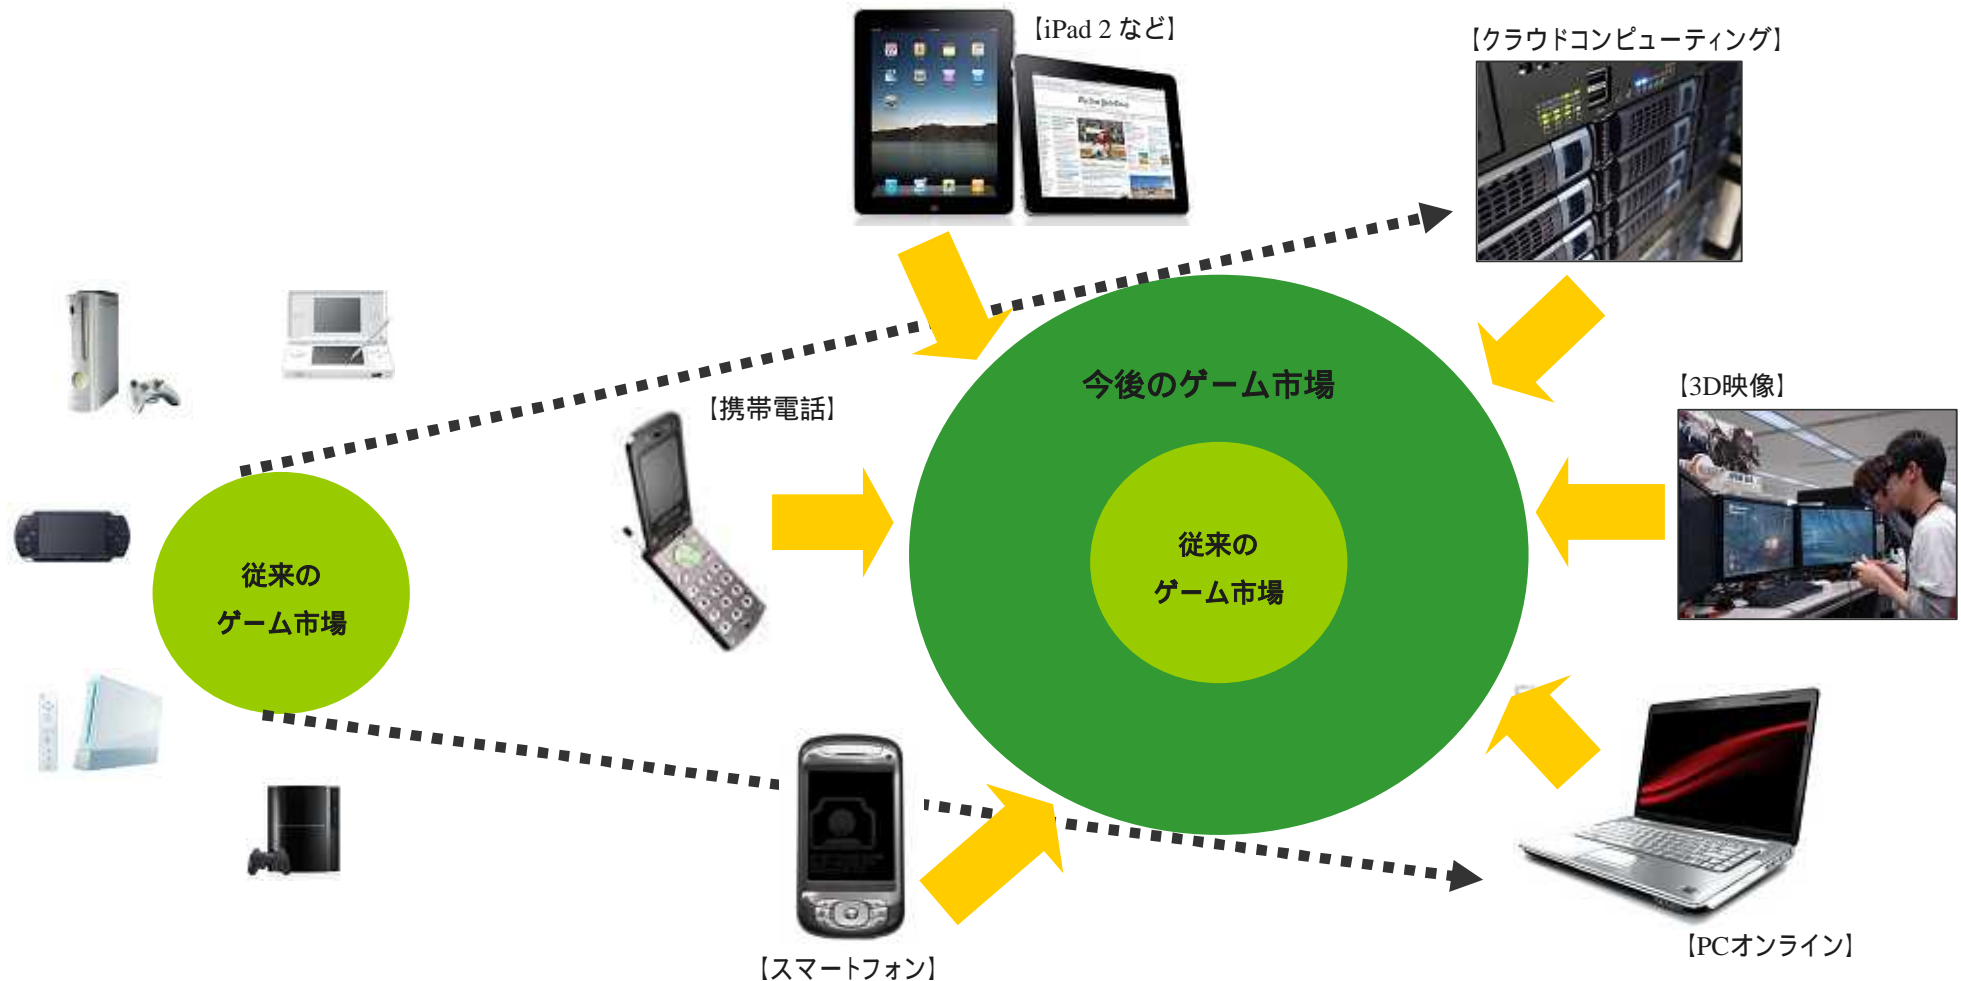 【iPad 2 など】
【クラウドコンピューティング】
今後のゲーム市場
【3D映像】
【携帯電話】
従来の
ゲーム市場
従来の
ゲーム市場
【スマートフォン】
【PCオンライン】